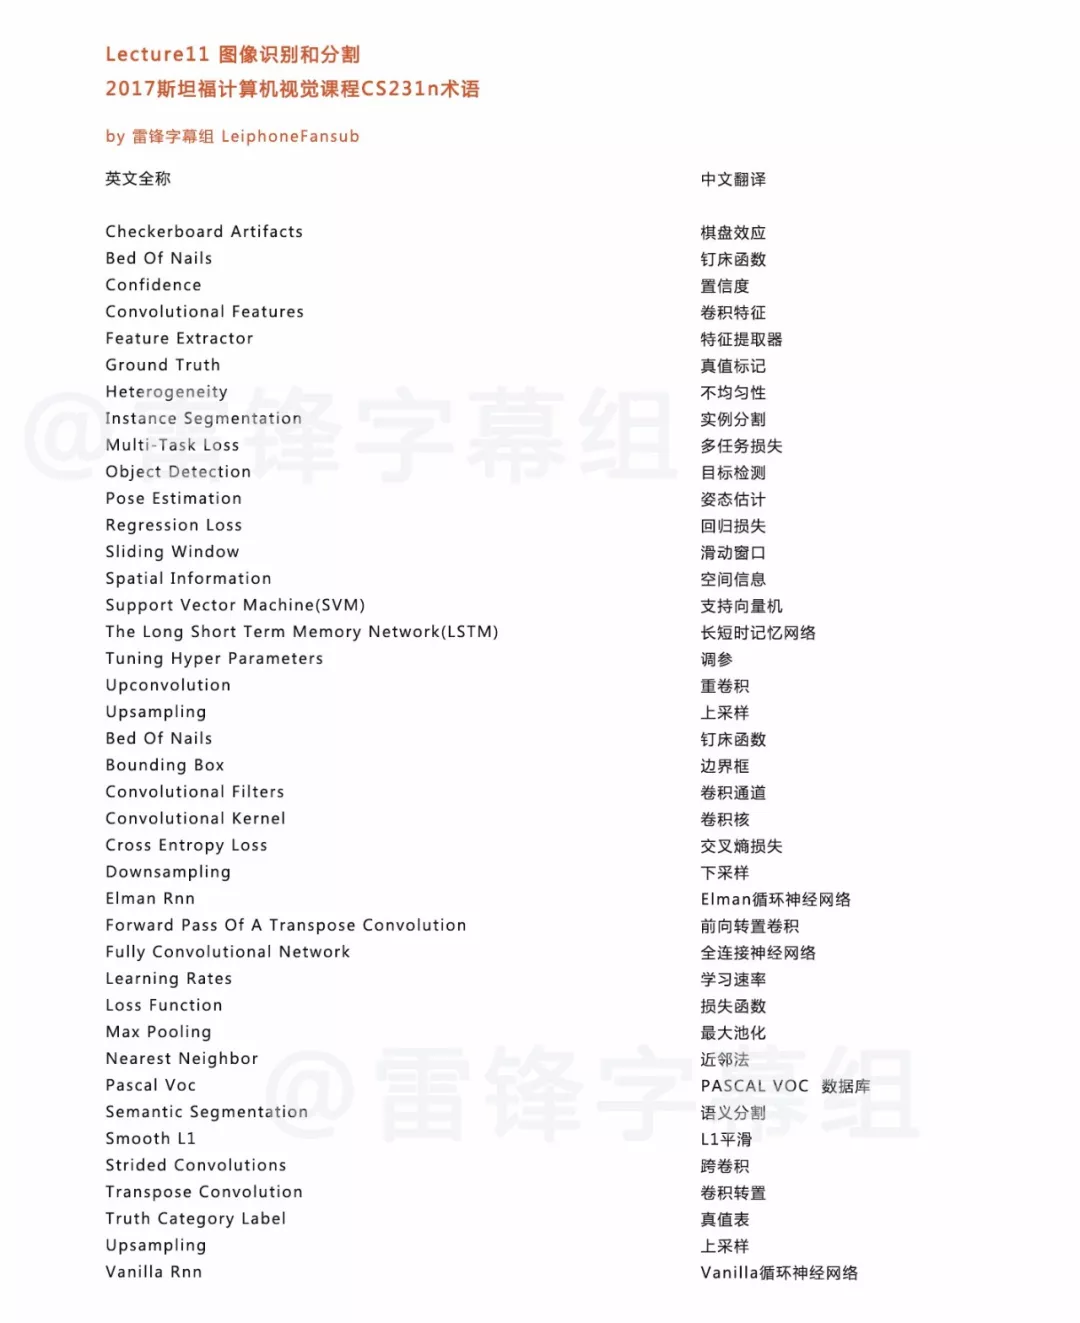 Lecture11 图像识别和分割
2017斯坦福计算机视觉课程CS231n术语
by 雷锋字幕组 LeiphoneFansub
英文全称 中文翻译
Checkerboard Artifacts 棋盘效应
Bed Of Nails 钉床函数
Confidence 置信度
Convolutional Features 卷积特征
Feature Extractor 特征提取器
Ground Truth 真值标记
Heterogeneity 不均匀性
Instance Segmentation 实例分割
Multi-Task Loss 多任务损失
@雷锋字幕组
Object Detection 目标检测
Pose Estimation 姿态估计
Regression Loss 回归损失
Sliding Window 滑动窗口
Spatial Information 空间信息
Support Vector Machine(SVM) 支持向量机
The Long Short Term Memory Network(LSTM) 长短时记忆网络
Tuning Hyper Parameters 调参
Upconvolution 重卷积
Upsampling 上采样
Bed Of Nails 钉床函数
Bounding Box 边界框
Convolutional Filters 卷积通道
Convolutional Kernel 卷积核
Cross Entropy Loss 交叉熵损失
Downsampling 下采样
Elman Rnn Elman循环神经网络
Forward Pass Of A Transpose Convolution 前向转置卷积
Fully Convolutional Network 全连接神经网络
Learning Rates 学习速率
Loss Function 损失函数
Max Pooling 最大池化
Nearest Neighbor 近邻法
Pascal Voc PASCAL VOC 数据库
@雷锋字幕组
Semantic Segmentation 语义分割
Smooth L1 L1平滑
Strided Convolutions 跨卷积
Transpose Convolution 卷积转置
Truth Category Label 真值表
Upsampling 上采样
Vanilla Rnn Vanilla循环神经网络